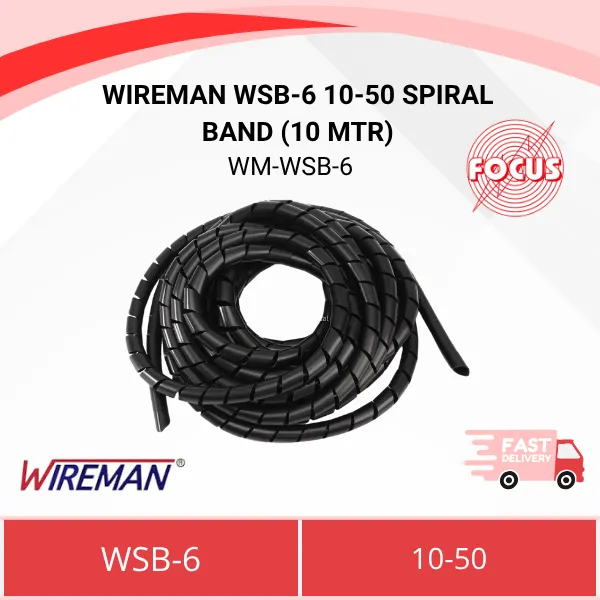 WIREMAN WSB-6 10-50 SPIRAL
BAND (10 MTR)
WM-WSB-6
FOCUS
FAST
DELIVERY
WIREMAN®
WSB-6
10-50